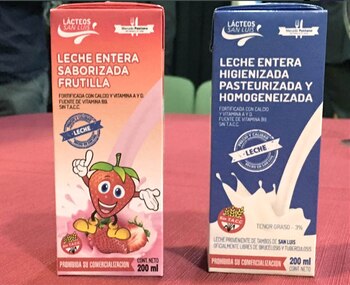 LÁCTEOS
SAN LUIS
LECHE ENTERA
SABORIZADA
FRUTILLA
FORTIFICADA CON CALCIO Y VITAMINA A Y D.
FUENTE DE VITAMINA B9.
SIN T.A.C.C.
LECHE
CONT. NETO
200 ml
PROHIBIDA SU COMERCIALIZACIÓN
LÁCTEOS
SAN LUIS
LECHE ENTERA
HIGIENIZADA
PASTEURIZADA Y
HOMOGENEIZADA
FORTIFICADA CON CALCIO
Y VITAMINA A Y D.
FUENTE DE VITAMINA B9.
SIN T.A.C.C.
LECHE
SIN T.A.C.C.
TENOR GRASO - 3%
LECHE PROVENIENTE DE TAMBOS DE SAN LUIS
OFICIALMENTE LIBRES DE BRUCELOSIS Y TUBERCULOSIS
CONT. NETO
200 ml
PROHIBIDA SU COMERCIALIZACIÓN